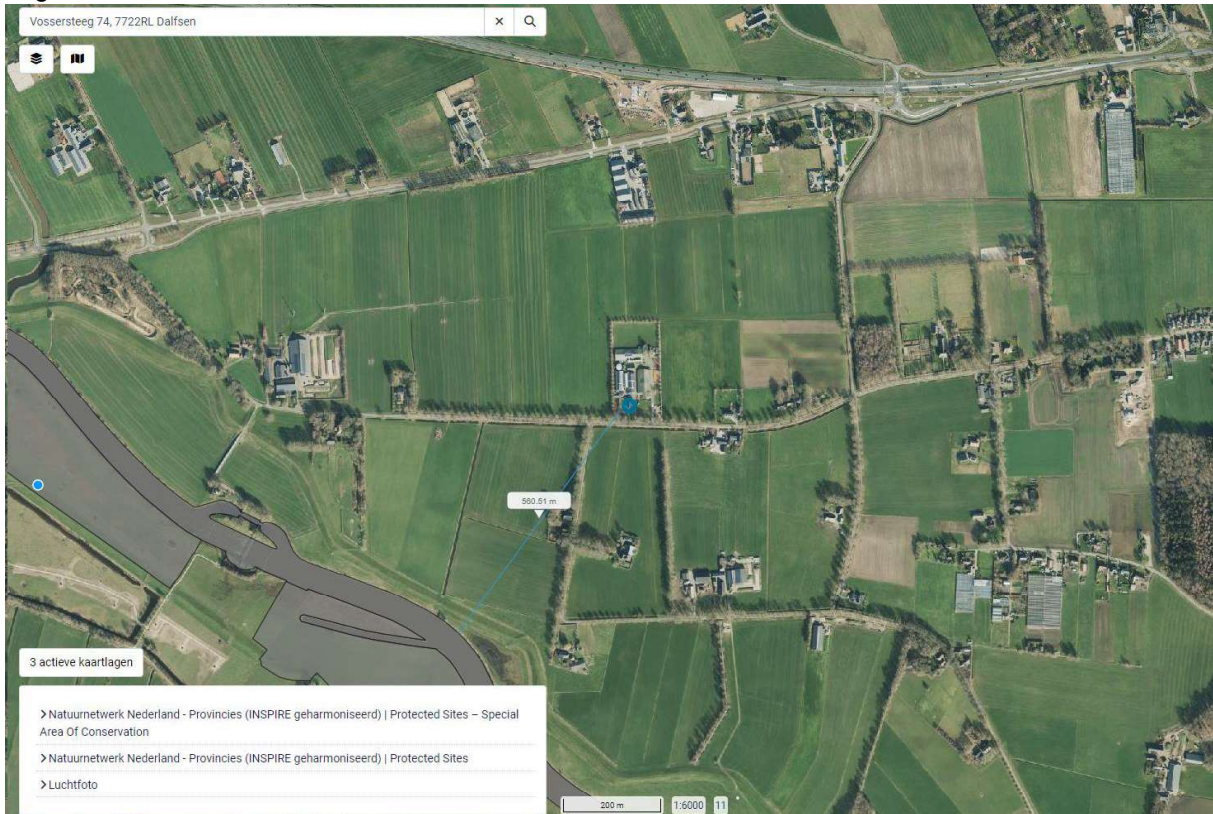 Vossersteeg 74, 7722RL Dalfsen
560.51 m
3 actieve kaartlagen
Natuurnetwerk Nederland - Provincies (INSPIRE geharmoniseerd) | Protected Sites – Special
Area Of Conservation
Natuurnetwerk Nederland - Provincies (INSPIRE geharmoniseerd) | Protected Sites
Luchtfoto
200 m
1:6000
11